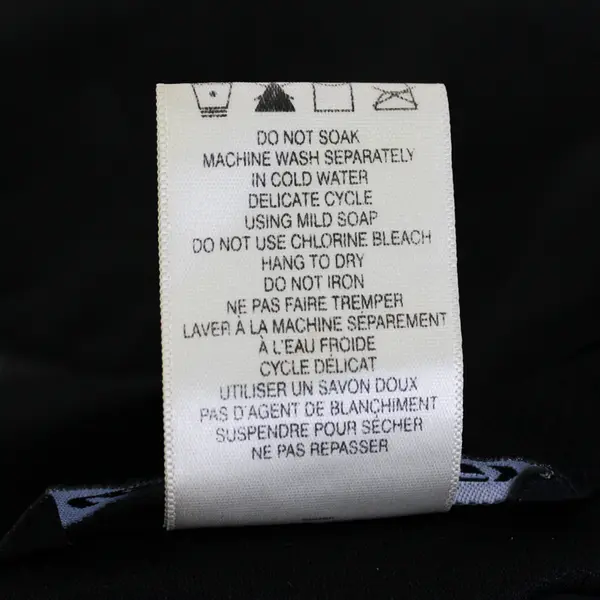 DO NOT SOAK
MACHINE WASH SEPARATELY
IN COLD WATER
DELICATE CYCLE
USING MILD SOAP
DO NOT USE CHLORINE BLEACH
HANG TO DRY
DO NOT IRON
NE PAS FAIRE TREMPER
LAVER À LA MACHINE SÉPAREMENT
À L'EAU FROIDE
CYCLE DÉLICAT
UTILISER UN SAVON DOUX
PAS D'AGENT DE BLANCHIMENT
SUSPENDRE POUR SÉCHER
NE PAS REPASSER